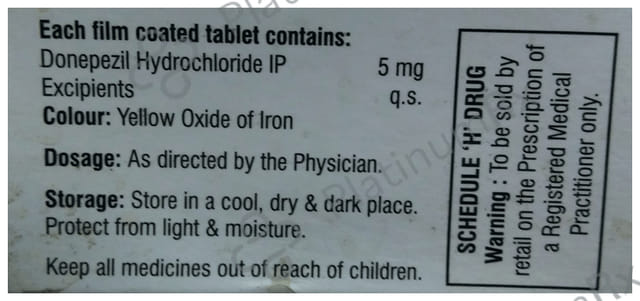 Each film coated tablet contains:
Donepezil Hydrochloride IP 5 mg
Excipients q.s.
Colour: Yellow Oxide of Iron
Dosage: As directed by the Physician.
Storage: Store in a cool, dry & dark place.
Protect from light & moisture.
Keep all medicines out of reach of children.
SCHEDULE 'H' DRUG
Warning : To be sold by
retail on the Prescription of
a Registered Medical
Practitioner only.